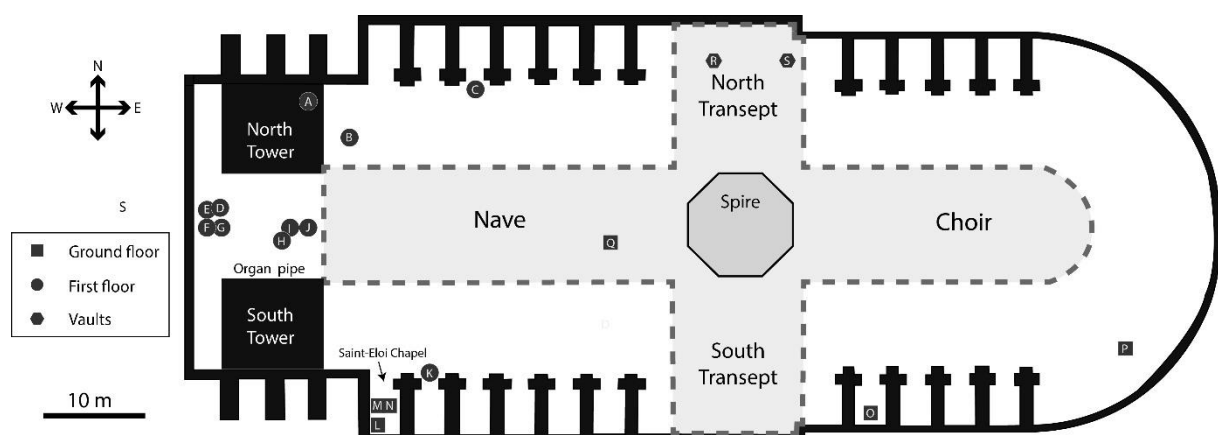 N
W E
S
Ground floor
First floor
Vaults
10 m
North
Tower
A
B
C
R S
North
Transept
E D
F G
I J
H
Organ pipe
South
Tower
Nave
Q
Spire
Choir
Saint-Eloi Chapel
K
M N
L
South
Transept
O
P